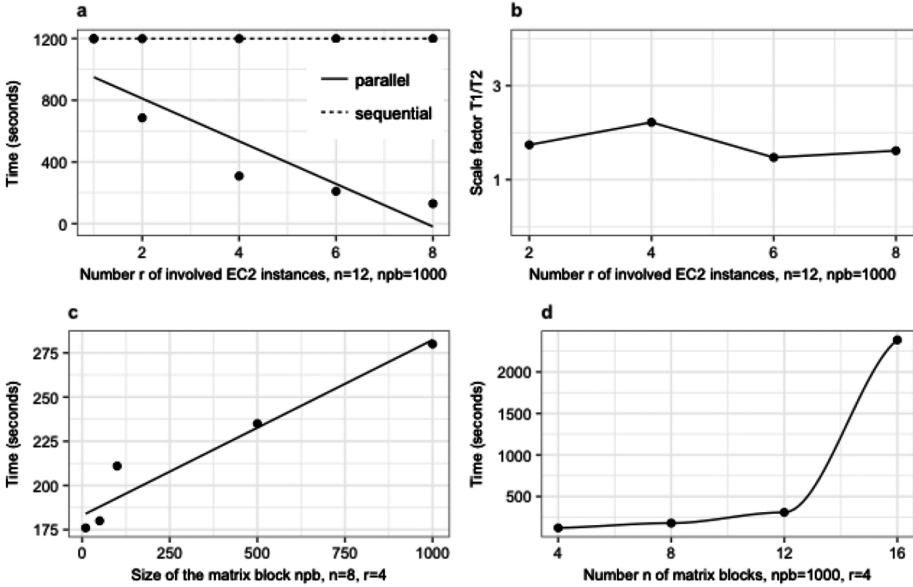 a
1200
800
400
0
Time (seconds)
parallel
sequential
2 4 6 8
Number r of involved EC2 instances, n=12, npb=1000
b
3
1
Scale factor T1/T2
2 4 6 8
Number r of involved EC2 instances, n=12, npb=1000
c
275
250
225
200
175
Time (seconds)
0 250 500 750 1000
Size of the matrix block npb, n=8, r=4
d
2000
1500
1000
500
Time (seconds)
4 8 12 16
Number n of matrix blocks, npb=1000, r=4